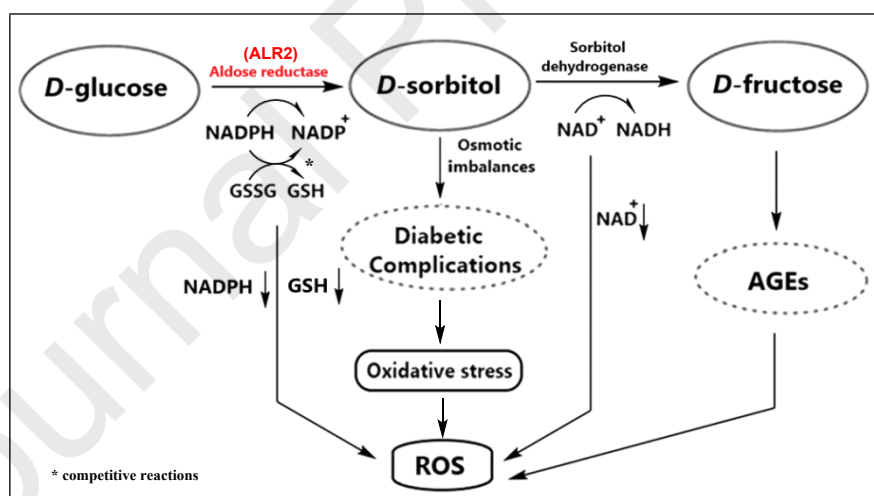 (ALR2)
Aldose reductase
Sorbitol
dehydrogenase
D-glucose
D-sorbitol
D-fructose
NADPH NADP+
*
GSSG GSH
NAD+ NADH
Osmotic
imbalances
NAD+
Diabetic
Complications
AGEs
NADPH
GSH
Oxidative stress
ROS
* competitive reactions